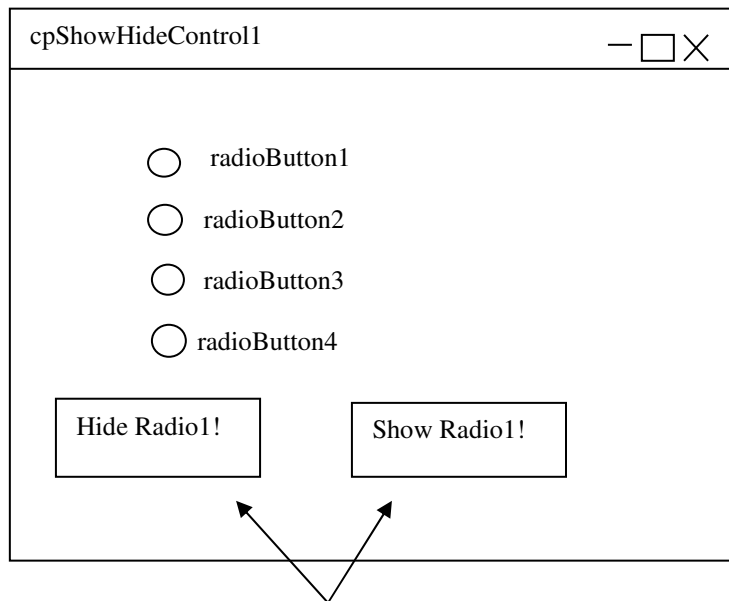 cpShowHideControl1
radioButton1
radioButton2
radioButton3
radioButton4
Hide Radio1!
Show Radio1!